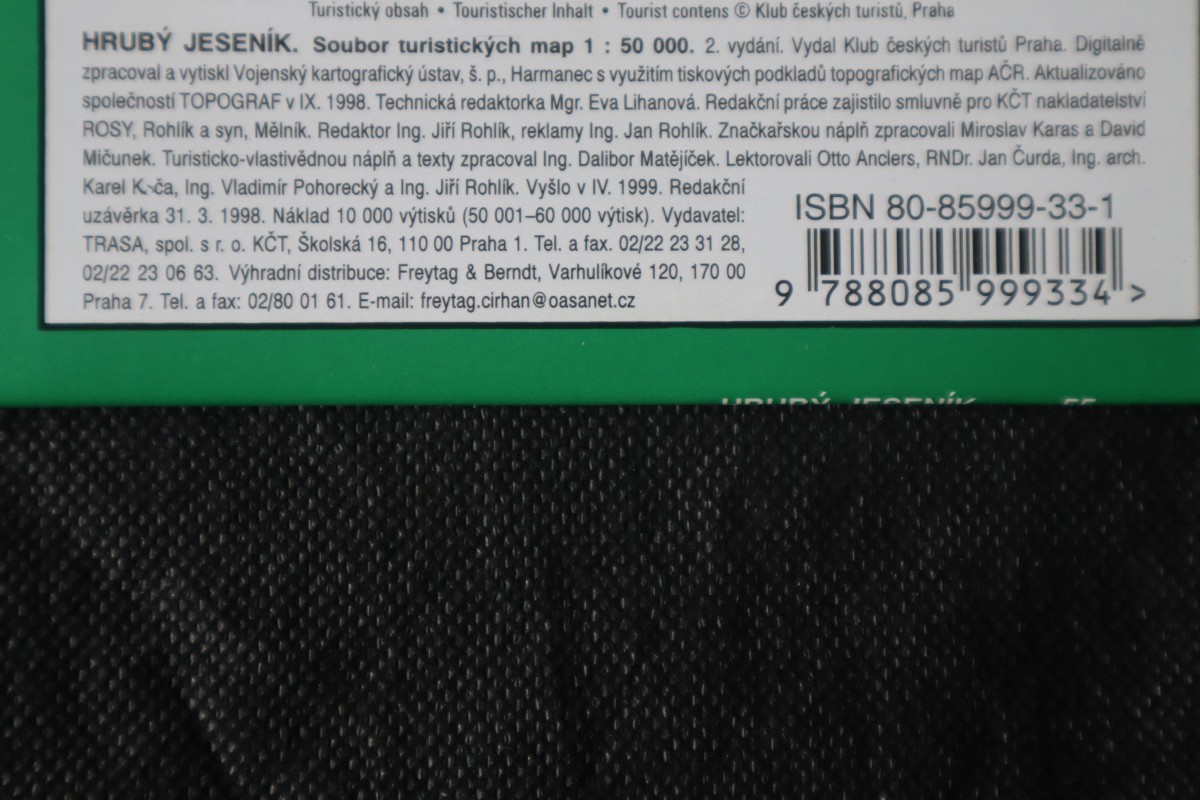 Turistický obsah • Touristischer Inhalt • Tourist contens © Klub českých turistů, Praha
HRUBÝ JESENÍK. Soubor turistických map 1 : 50 000. 2. vydání. Vydal Klub českých turistů Praha. Digitalně
zpracoval a vytiskl Vojenský kartografický ústav, š. p., Harmanec s využitím tiskových podkladů topografických map AČR. Aktualizováno
společností TOPOGRAF v IX. 1998. Technická redaktorka Mgr. Eva Lihanová. Redakční práce zajistilo smluvně pro KČT nakladatelství
ROSY, Rohlík a syn, Mělník. Redaktor Ing. Jiří Rohlík, reklamy Ing. Jan Rohlík. Značkařskou náplň zpracovali Miroslav Karas a David
Mičunek. Turisticko-vlastivědnou náplň a texty zpracoval Ing. Dalibor Matějíček. Lektorovali Otto Anclers, RNDr. Jan Čurda, Ing. arch.
Karel Ing. Vladimír Pohorecký a Ing. Jiří Rohlík. Vyšlo v IV. 1999. Redakční
uzávěrka 31. 3. 1998. Náklad 10 000 výtisků (50 001–60 000 výtisk). Vydavatel:
TRASA, spol. s r. o. KČT, Školská 16, 110 00 Praha 1. Tel. a fax. 02/22 23 31 28,
02/22 23 06 63. Výhradní distribuce: Freytag & Berndt, Varhulíkové 120, 170 00
Praha 7. Tel. a fax: 02/80 01 61. E-mail: freytag.cirhan@oasanet.cz
ISBN 80-85999-33-1
9 788085 999334 >
HRUBÝ JESENÍK 55